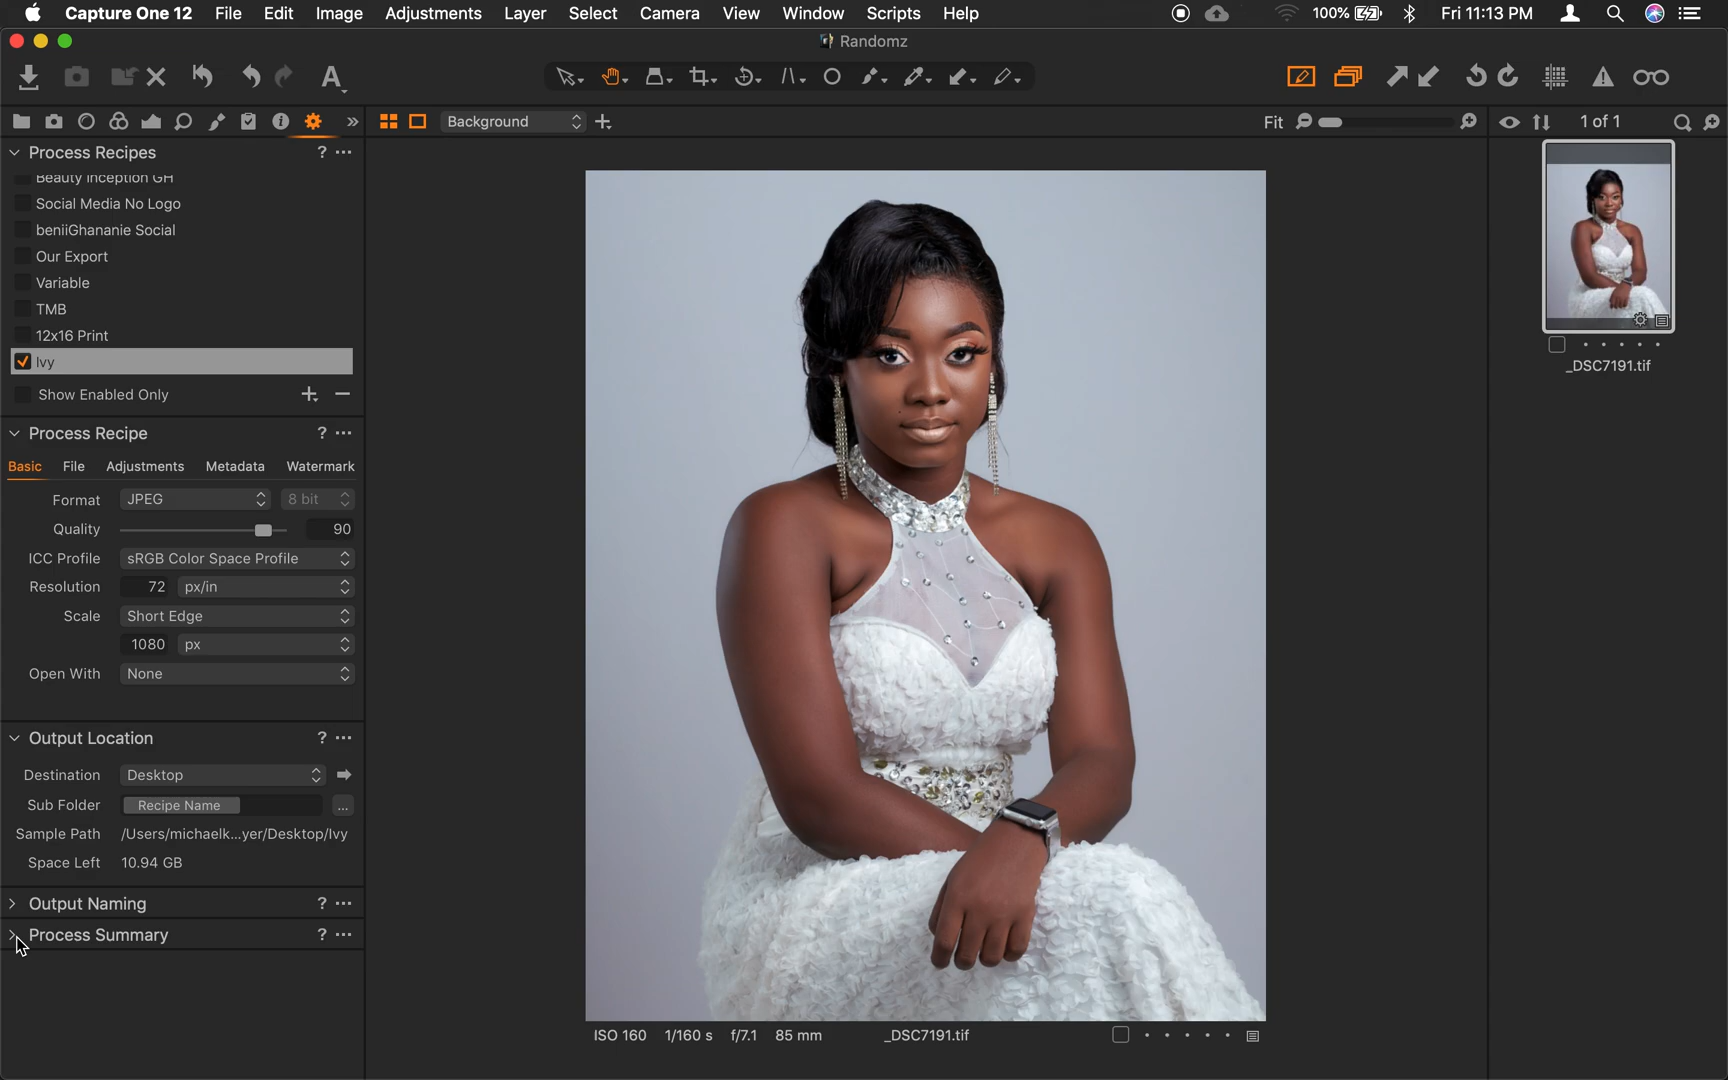 Capture One 12 File Edit Image Adjustments Layer Select Camera View Window Scripts Help 100% Fri 11:13 PM
Randomz
A
Background Fit 1 of 1
Process Recipes ? ...
Beauty Inception GH
Social Media No Logo
beniiGhananie Social
Our Export
Variable
TMB
12x16 Print
Ivy
Show Enabled Only + −
Process Recipe ? ...
Basic File Adjustments Metadata Watermark
Format JPEG 8 bit
Quality 90
ICC Profile sRGB Color Space Profile
Resolution 72 px/in
Scale Short Edge
1080 px
Open With None
Output Location ? ...
Destination Desktop
Sub Folder Recipe Name ...
Sample Path /Users/michaelk...yer/Desktop/Ivy
Space Left 10.94 GB
Output Naming ? ...
Process Summary ? ...
ISO 160 1/160 s f/7.1 85 mm _DSC7191.tif
_DSC7191.tif